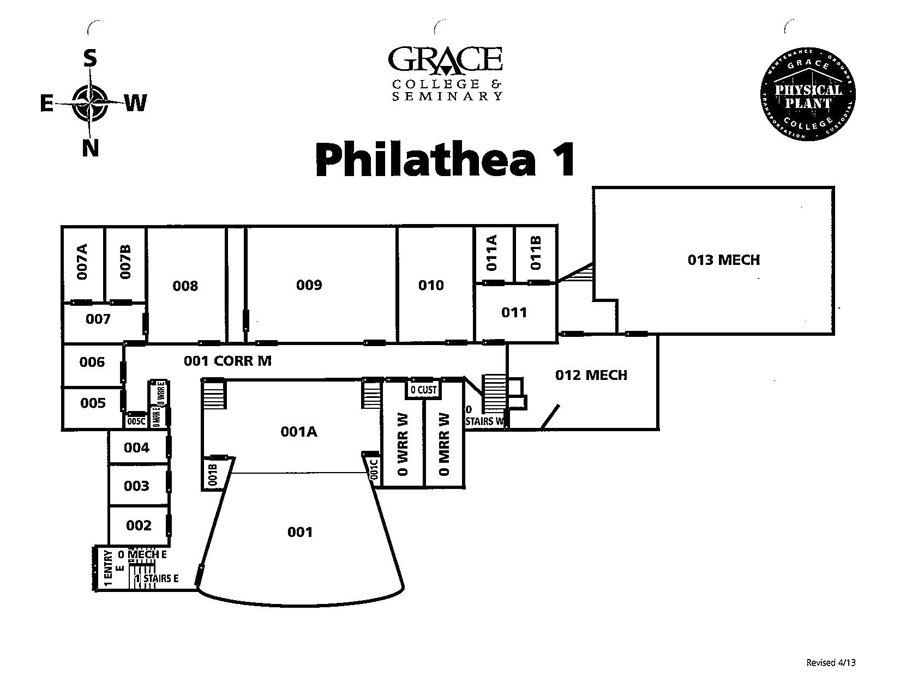 S
E W
N
GRACE
COLLEGE &
SEMINARY
MAINTENANCE • GROUNDS
GRACE
PHYSICAL
PLANT
COLLEGE
TRANSPORTATION • CUSTODIAL
Philathea 1
007A
007B
008
009
010
011A
011B
013 MECH
007
011
006
001 CORR M
012 MECH
005
005C
0 MRR E
0 WRR E
0 CUST
0
STAIRS W
001A
0 WRR W
0 MRR W
004
003
001B
001C
002
001
1 ENTRY
E
0 MECH E
1 STAIRS E
Revised 4/13